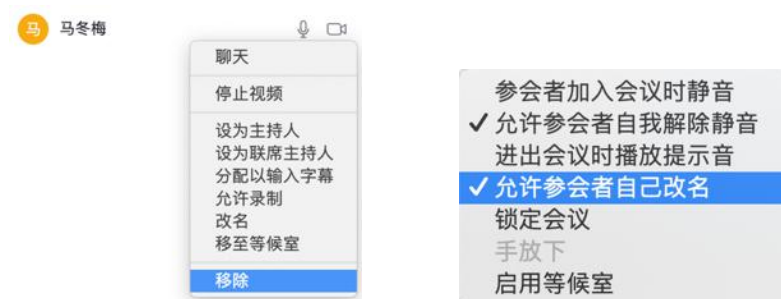 马 马冬梅
聊天
停止视频
设为主持人
设为联席主持人
分配以输入字幕
允许录制
改名
移至等候室
移除
参会者加入会议时静音
✓ 允许参会者自我解除静音
进出会议时播放提示音
✓ 允许参会者自己改名
锁定会议
手放下
启用等候室